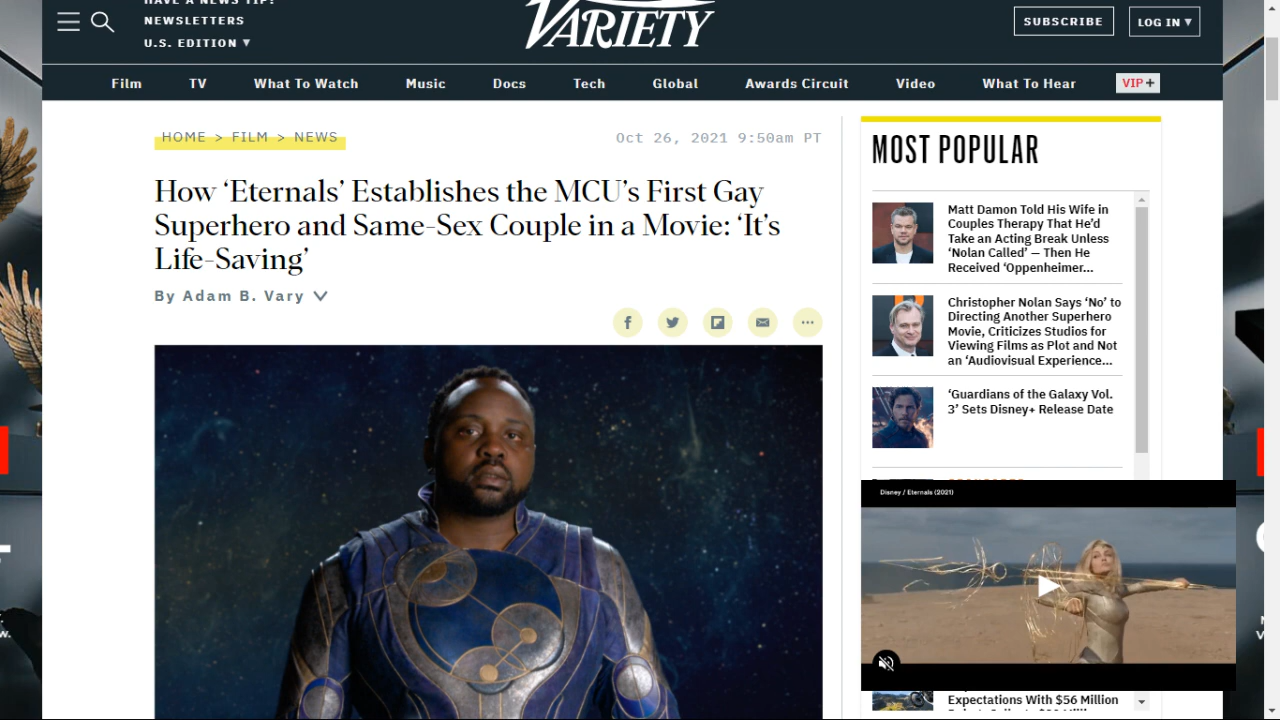 HAVE A NEWS TIP?
NEWSLETTERS
U.S. EDITION ▼
VARIETY
SUBSCRIBE
LOG IN ▼
Film
TV
What To Watch
Music
Docs
Tech
Global
Awards Circuit
Video
What To Hear
VIP+
HOME > FILM > NEWS
Oct 26, 2021 9:50am PT
How ‘Eternals’ Establishes the MCU’s First Gay
Superhero and Same-Sex Couple in a Movie: ‘It’s
Life-Saving’
By Adam B. Vary
MOST POPULAR
Matt Damon Told His Wife in
Couples Therapy That He’d
Take an Acting Break Unless
‘Nolan Called’ — Then He
Received ‘Oppenheimer...
Christopher Nolan Says ‘No’ to
Directing Another Superhero
Movie, Criticizes Studios for
Viewing Films as Plot and Not
an ‘Audiovisual Experience...
‘Guardians of the Galaxy Vol.
3’ Sets Disney+ Release Date
Disney / Eternals (2021)
Expectations With $56 Million